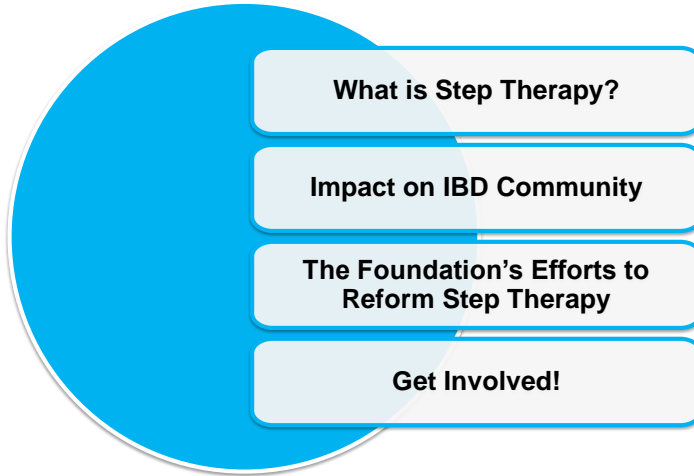 What is Step Therapy?
Impact on IBD Community
The Foundation’s Efforts to
Reform Step Therapy
Get Involved!